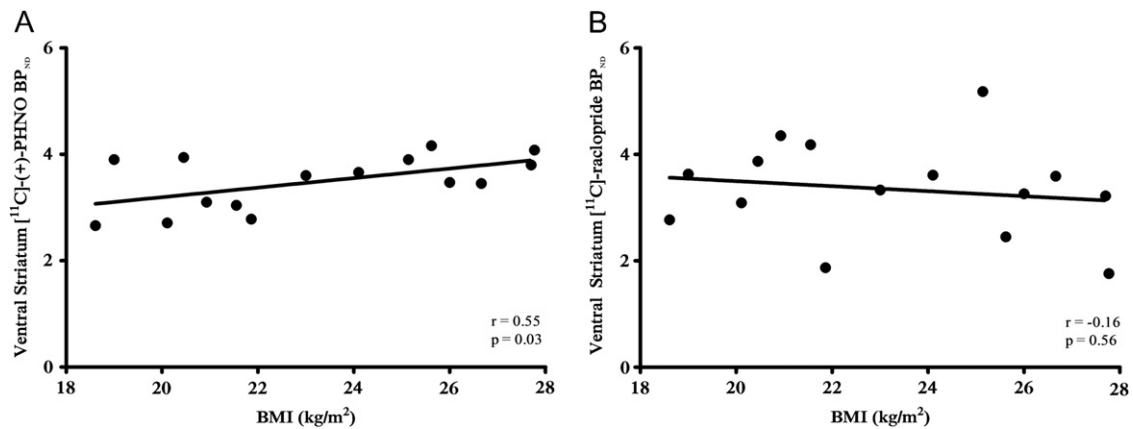 A
Ventral Striatum [¹¹C]-(+)-PHNO BP_ND
6
4
2
0
18 20 22 24 26 28
BMI (kg/m²)
r = 0.55
p = 0.03
B
Ventral Striatum [¹¹C]-raclopride BP_ND
6
4
2
0
18 20 22 24 26 28
BMI (kg/m²)
r = -0.16
p = 0.56